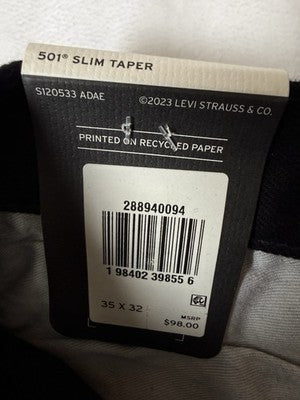 501® SLIM TAPER
S120533 ADAE ©2023 LEVI STRAUSS & CO.
PRINTED ON RECYCLED PAPER
288940094
1 98402 39855 6
35 X 32
MSRP
$98.00